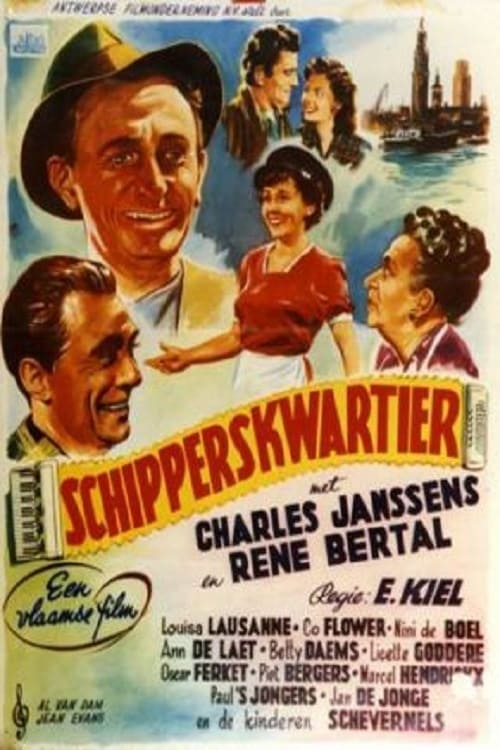 ANTWERPSE FILMONDERNEMING N.V.
SCHIPPERSKWARTIER
met
CHARLES JANSSENS
en RENE BERTAL
Regie: E. KIEL
Een
vlaamse film
Louisa LAUSANNE • Co FLOWER • Nini de BOEL
Ann DE LAET • Betty DAEMS • Lisette GODDERE
Oscar FERKET • Piet BERGERS • Marcel HENDRICKX
Paul 'S JONGERS • Jan DE JONGE
en de kinderen SCHEVERNELS
AL VAN DAM
JEAN EVANS